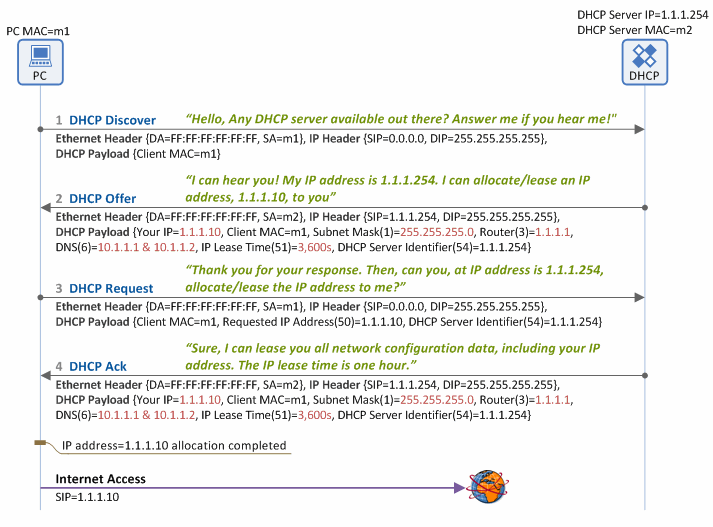 DHCP Server IP=1.1.1.254
PC MAC=m1
DHCP Server MAC=m2
PC
DHCP
1 DHCP Discover
“Hello, Any DHCP server available out there? Answer me if you hear me!"
Ethernet Header {DA=FF:FF:FF:FF:FF:FF, SA=m1}, IP Header {SIP=0.0.0.0, DIP=255.255.255.255},
DHCP Payload {Client MAC=m1}
“I can hear you! My IP address is 1.1.1.254. I can allocate/lease an IP
address, 1.1.1.10, to you”
2 DHCP Offer
Ethernet Header {DA=FF:FF:FF:FF:FF:FF, SA=m2}, IP Header {SIP=1.1.1.254, DIP=255.255.255.255},
DHCP Payload {Your IP=1.1.1.10, Client MAC=m1, Subnet Mask(1)=255.255.255.0, Router(3)=1.1.1.1,
DNS(6)=10.1.1.1 & 10.1.1.2, IP Lease Time(51)=3,600s, DHCP Server Identifier(54)=1.1.1.254}
“Thank you for your response. Then, can you, at IP address is 1.1.1.254,
allocate/lease the IP address to me?”
3 DHCP Request
Ethernet Header {DA=FF:FF:FF:FF:FF:FF, SA=m1}, IP Header {SIP=0.0.0.0, DIP=255.255.255.255},
DHCP Payload {Client MAC=m1, Requested IP Address(50)=1.1.1.10, DHCP Server Identifier(54)=1.1.1.254}
“Sure, I can lease you all network configuration data, including your IP
address. The IP lease time is one hour.”
4 DHCP Ack
Ethernet Header {DA=FF:FF:FF:FF:FF:FF, SA=m2}, IP Header {SIP=1.1.1.254, DIP=255.255.255.255},
DHCP Payload {Your IP=1.1.1.10, Client MAC=m1, Subnet Mask(1)=255.255.255.0, Router(3)=1.1.1.1,
DNS(6)=10.1.1.1 & 10.1.1.2, IP Lease Time(51)=3,600s, DHCP Server Identifier(54)=1.1.1.254}
IP address=1.1.1.10 allocation completed
Internet Access
SIP=1.1.1.10